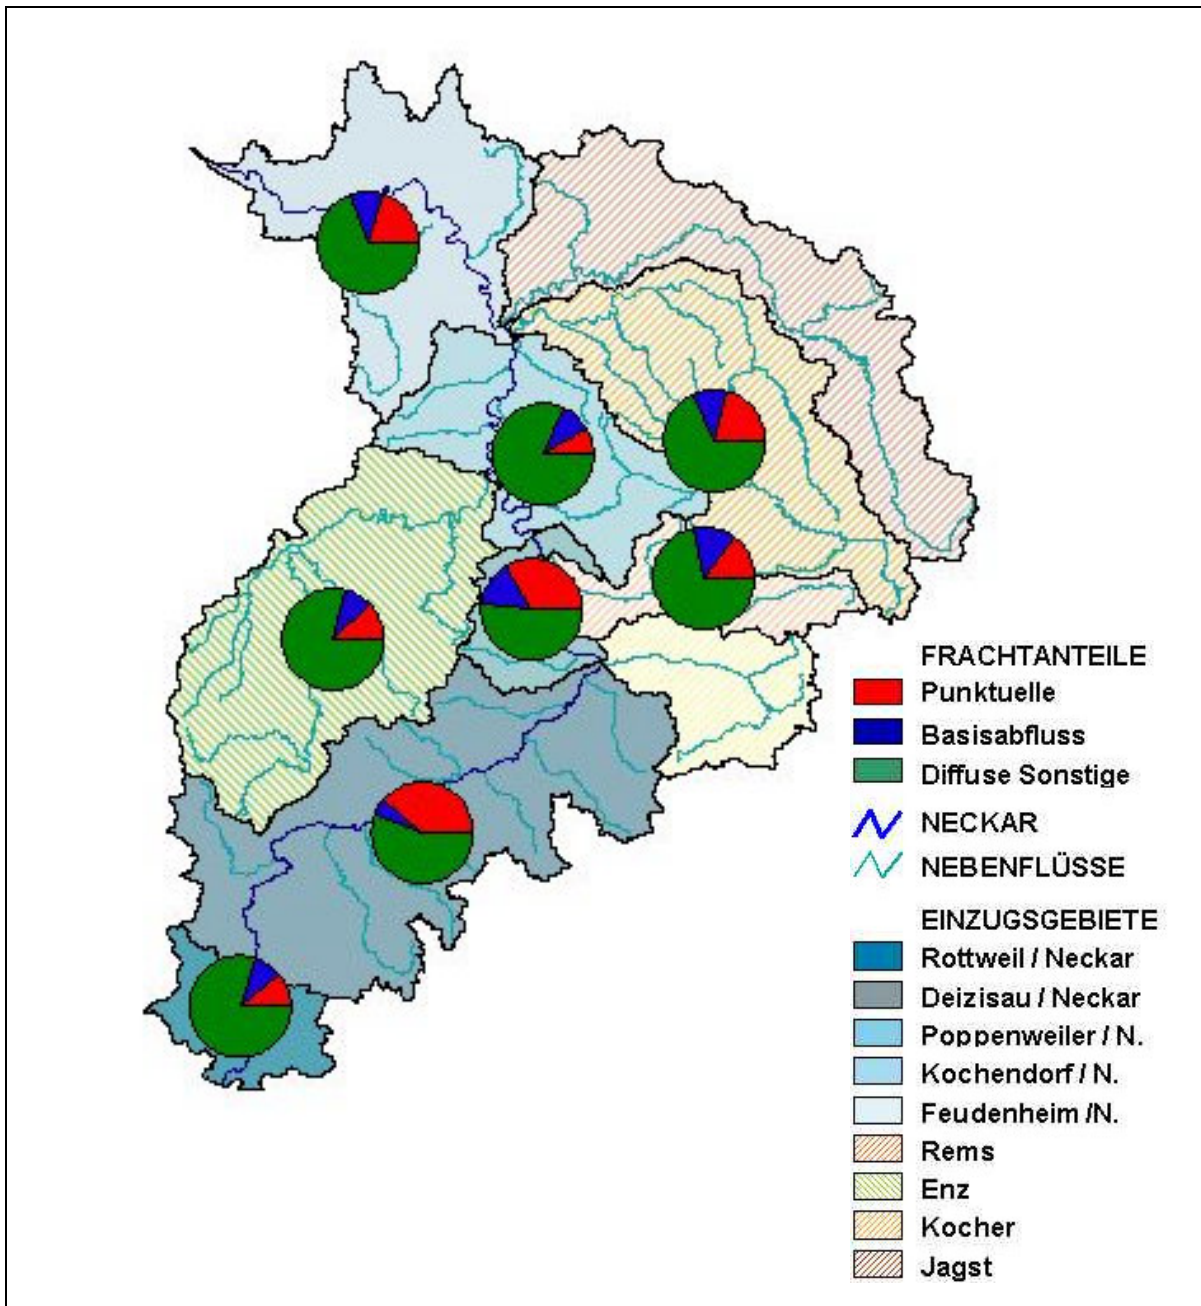 FRACHTANTEILE
Punktuelle
Basisabfluss
Diffuse Sonstige
NECKAR
NEBENFLÜSSE
EINZUGSGEBIETE
Rottweil / Neckar
Deizisau / Neckar
Poppenweiler / N.
Kochendorf / N.
Feudenheim /N.
Rems
Enz
Kocher
Jagst